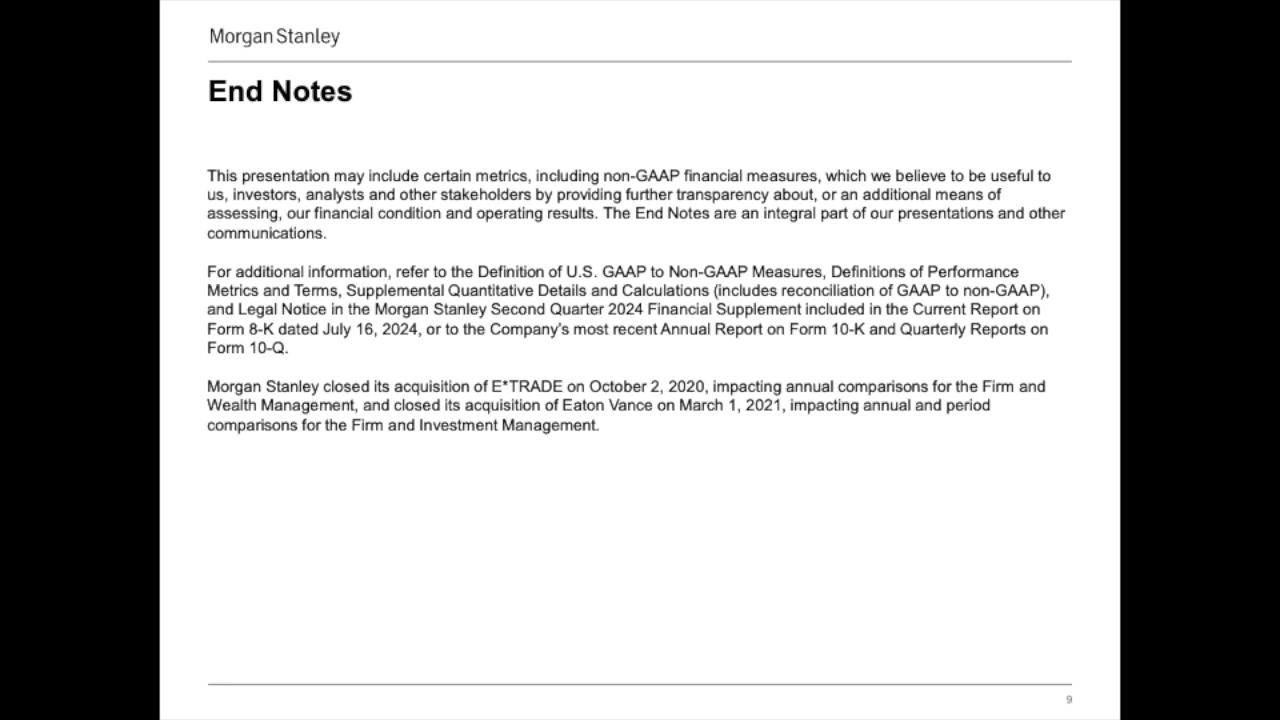 Morgan Stanley
End Notes
This presentation may include certain metrics, including non-GAAP financial measures, which we believe to be useful to
us, investors, analysts and other stakeholders by providing further transparency about, or an additional means of
assessing, our financial condition and operating results. The End Notes are an integral part of our presentations and other
communications.
For additional information, refer to the Definition of U.S. GAAP to Non-GAAP Measures, Definitions of Performance
Metrics and Terms, Supplemental Quantitative Details and Calculations (includes reconciliation of GAAP to non-GAAP),
and Legal Notice in the Morgan Stanley Second Quarter 2024 Financial Supplement included in the Current Report on
Form 8-K dated July 16, 2024, or to the Company's most recent Annual Report on Form 10-K and Quarterly Reports on
Form 10-Q.
Morgan Stanley closed its acquisition of E*TRADE on October 2, 2020, impacting annual comparisons for the Firm and
Wealth Management, and closed its acquisition of Eaton Vance on March 1, 2021, impacting annual and period
comparisons for the Firm and Investment Management.
9